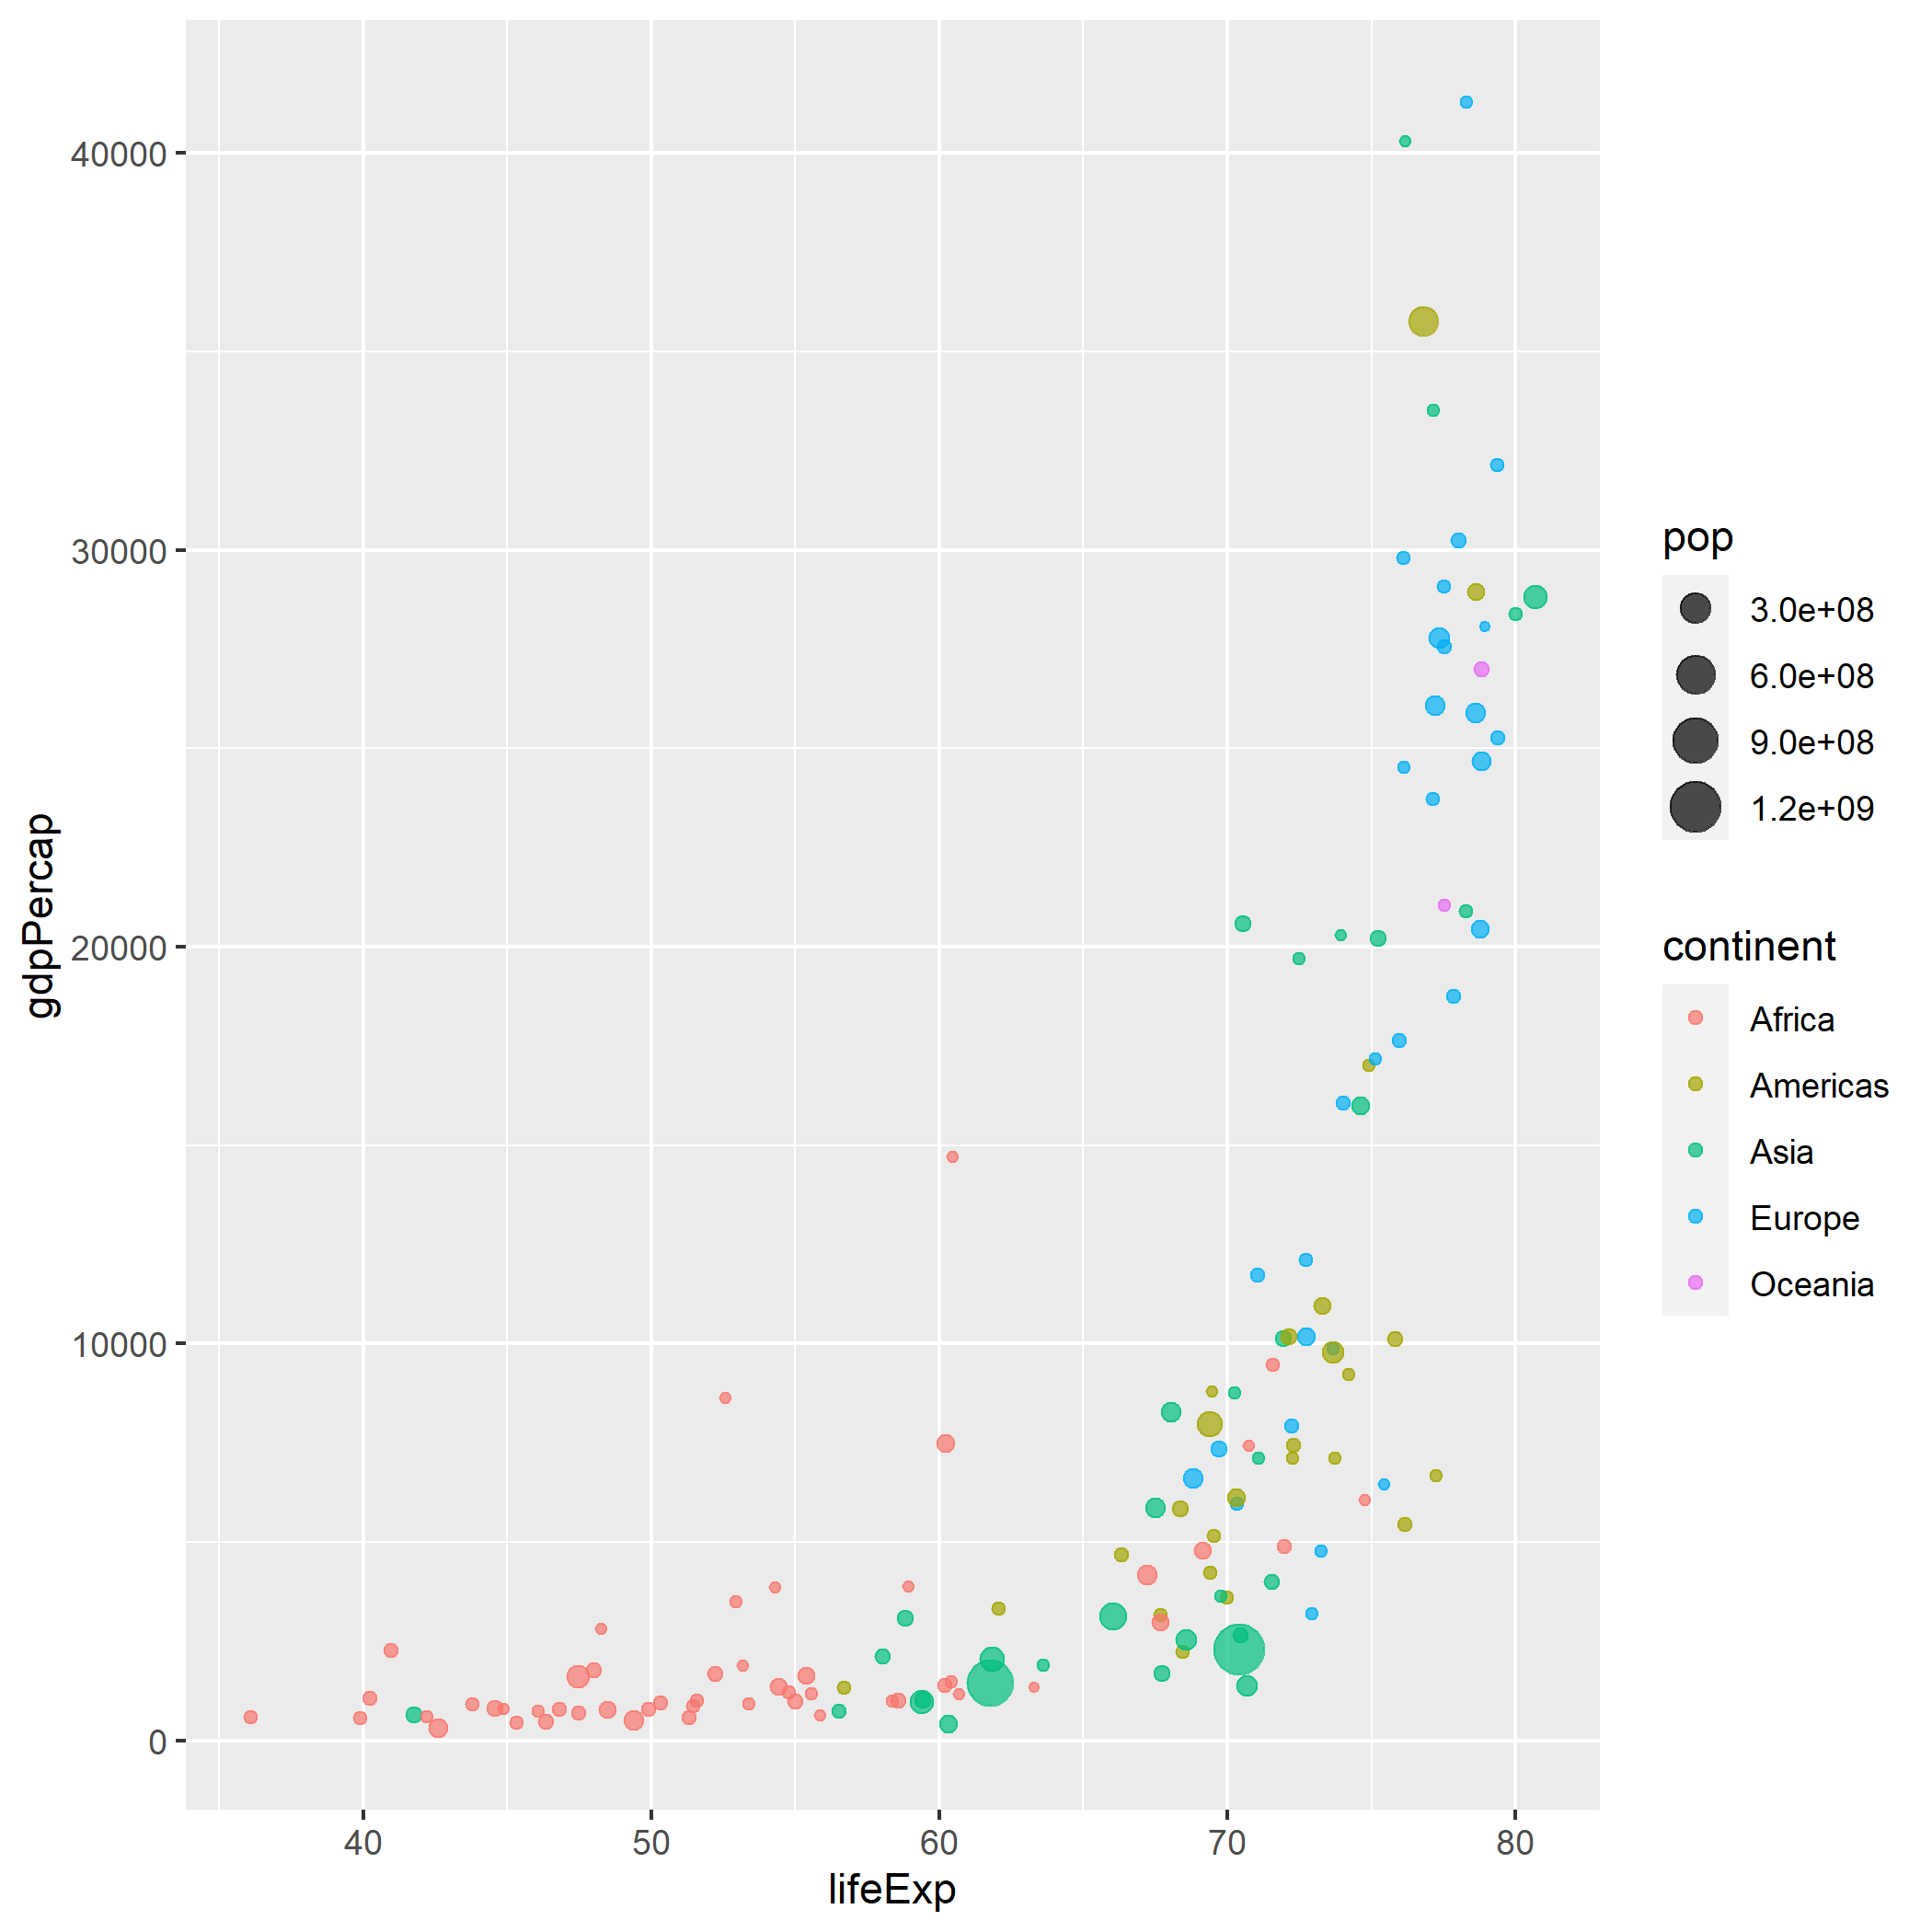 gdpPercap
40000
30000
20000
10000
0
40 50 60 70 80
lifeExp
pop
3.0e+08
6.0e+08
9.0e+08
1.2e+09
continent
Africa
Americas
Asia
Europe
Oceania